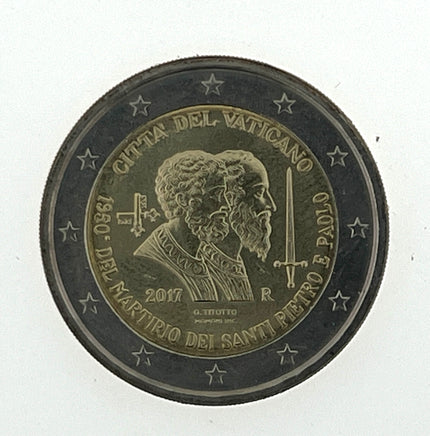 CITTA' DEL VATICANO
1950° DEL MARTIRIO DEI SANTI PIETRO E PAOLO
2017 R
G. TITOTTO